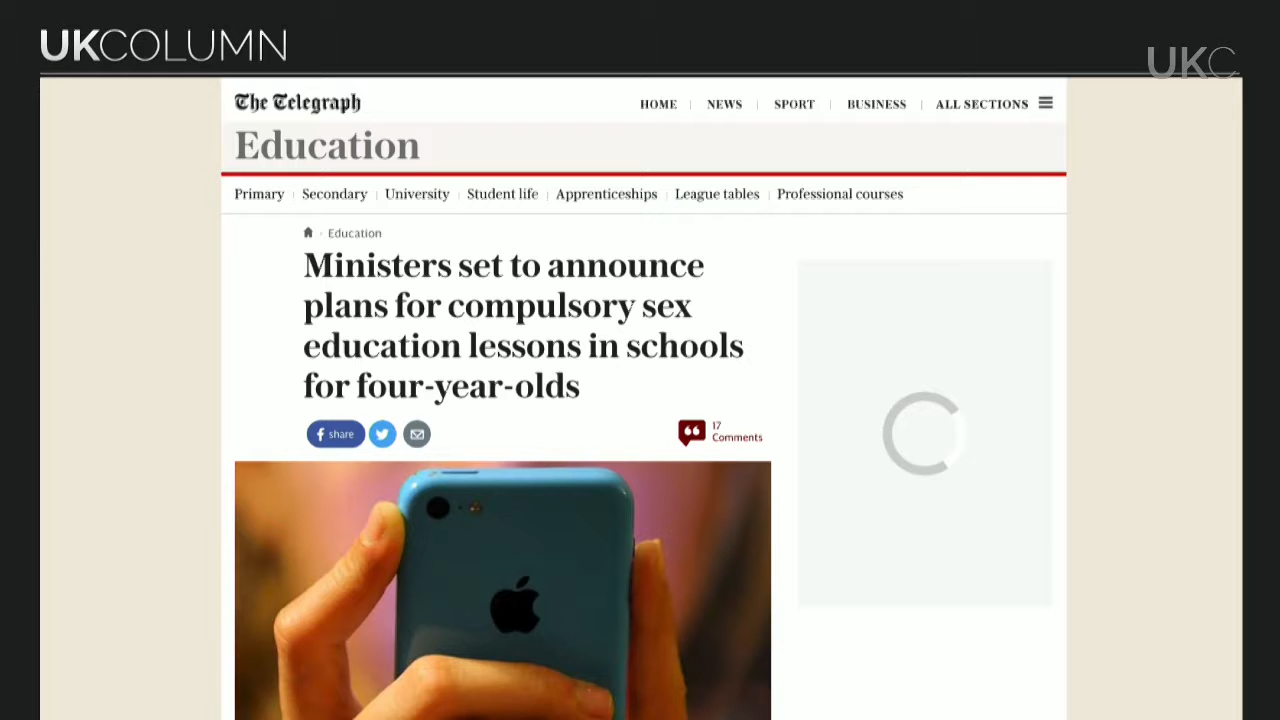 UKCOLUMN
UKC
The Telegraph
HOME NEWS SPORT BUSINESS ALL SECTIONS
Education
Primary Secondary University Student life Apprenticeships League tables Professional courses
Education
Ministers set to announce
plans for compulsory sex
education lessons in schools
for four-year-olds
share
17
Comments